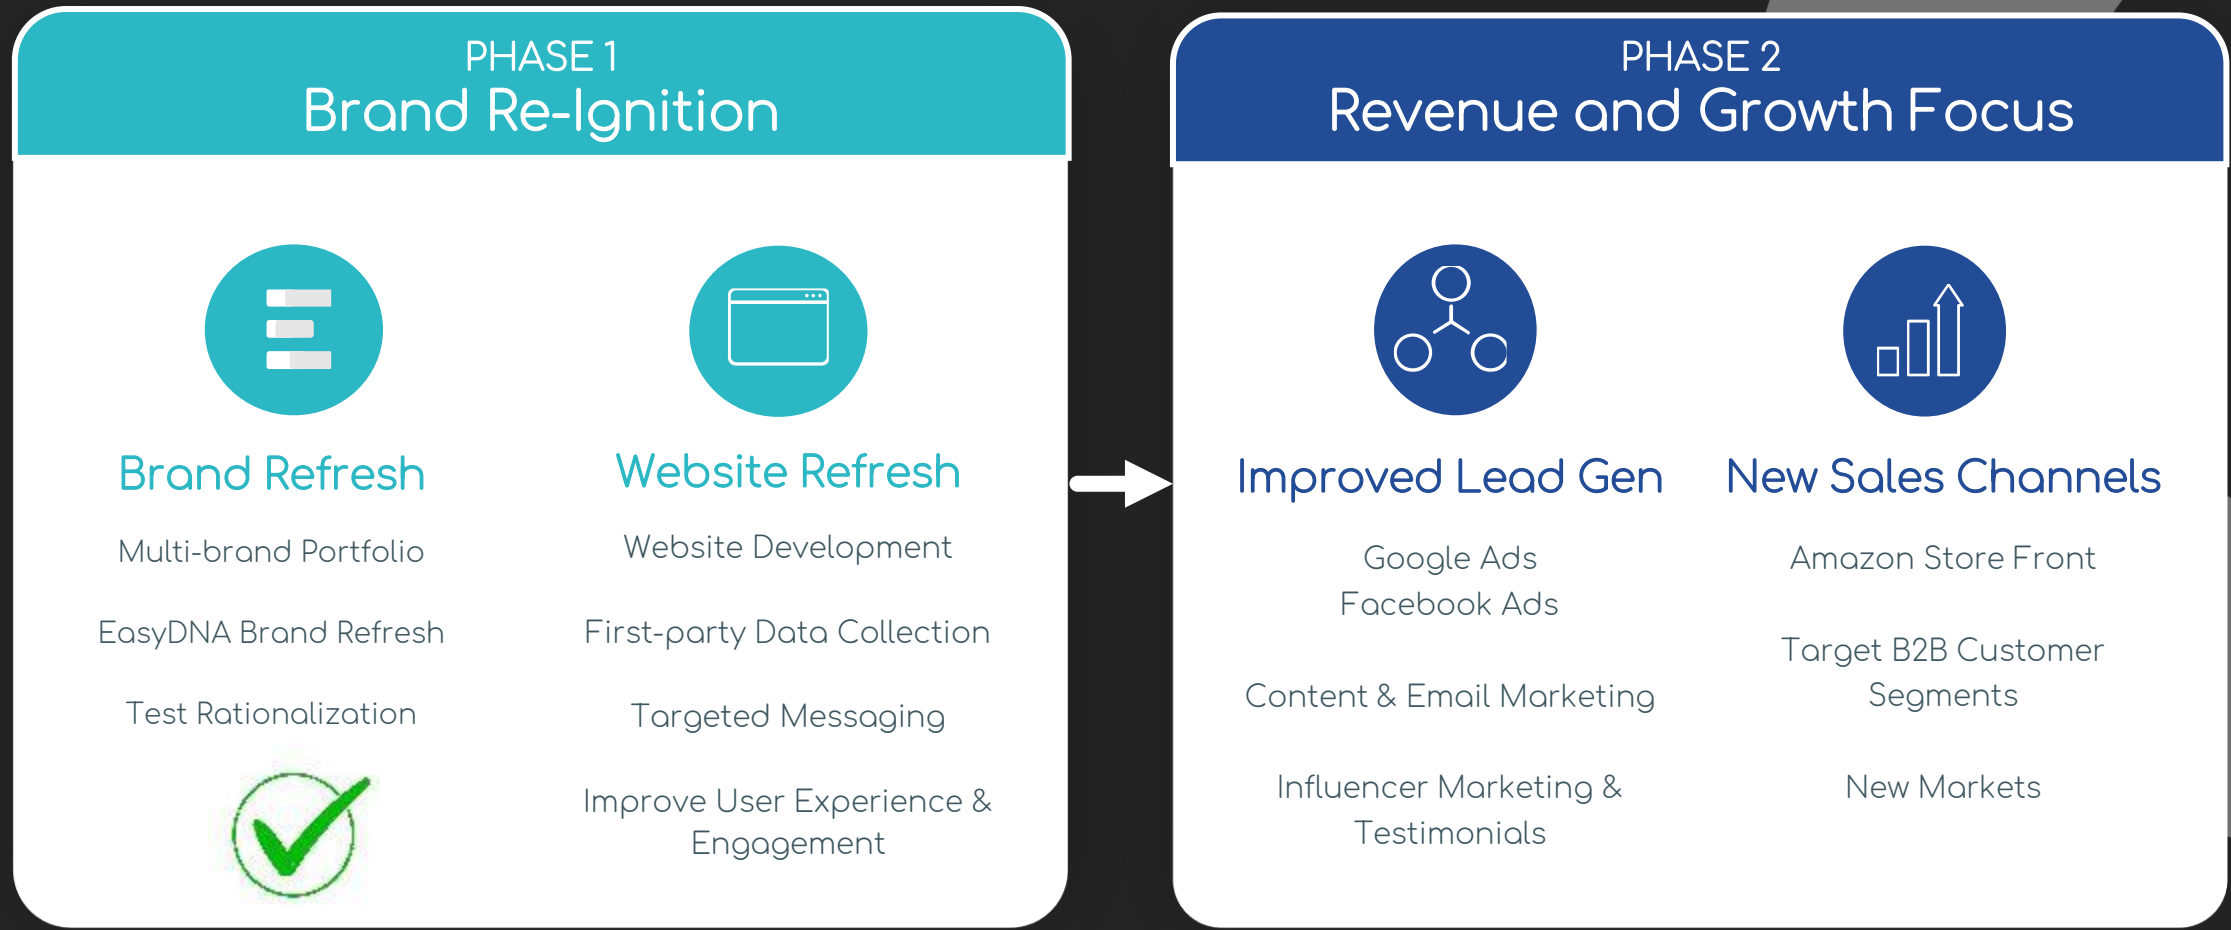 PHASE 1
Brand Re-Ignition
Brand Refresh
Multi-brand Portfolio
EasyDNA Brand Refresh
Test Rationalization
Website Refresh
Website Development
First-party Data Collection
Targeted Messaging
Improve User Experience &
Engagement
PHASE 2
Revenue and Growth Focus
Improved Lead Gen
Google Ads
Facebook Ads
Content & Email Marketing
Influencer Marketing &
Testimonials
New Sales Channels
Amazon Store Front
Target B2B Customer
Segments
New Markets